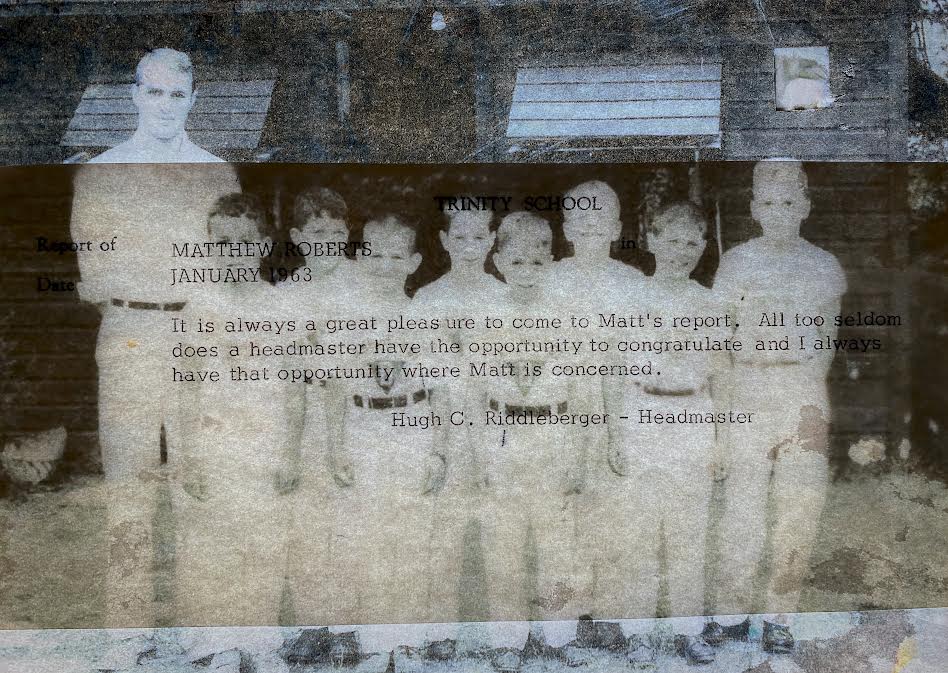 TRINITY SCHOOL
Report of MATTHEW ROBERTS in
Date JANUARY 1963
It is always a great pleasure to come to Matt's report. All too seldom
does a headmaster have the opportunity to congratulate and I always
have that opportunity where Matt is concerned.
Hugh C. Riddleberger - Headmaster